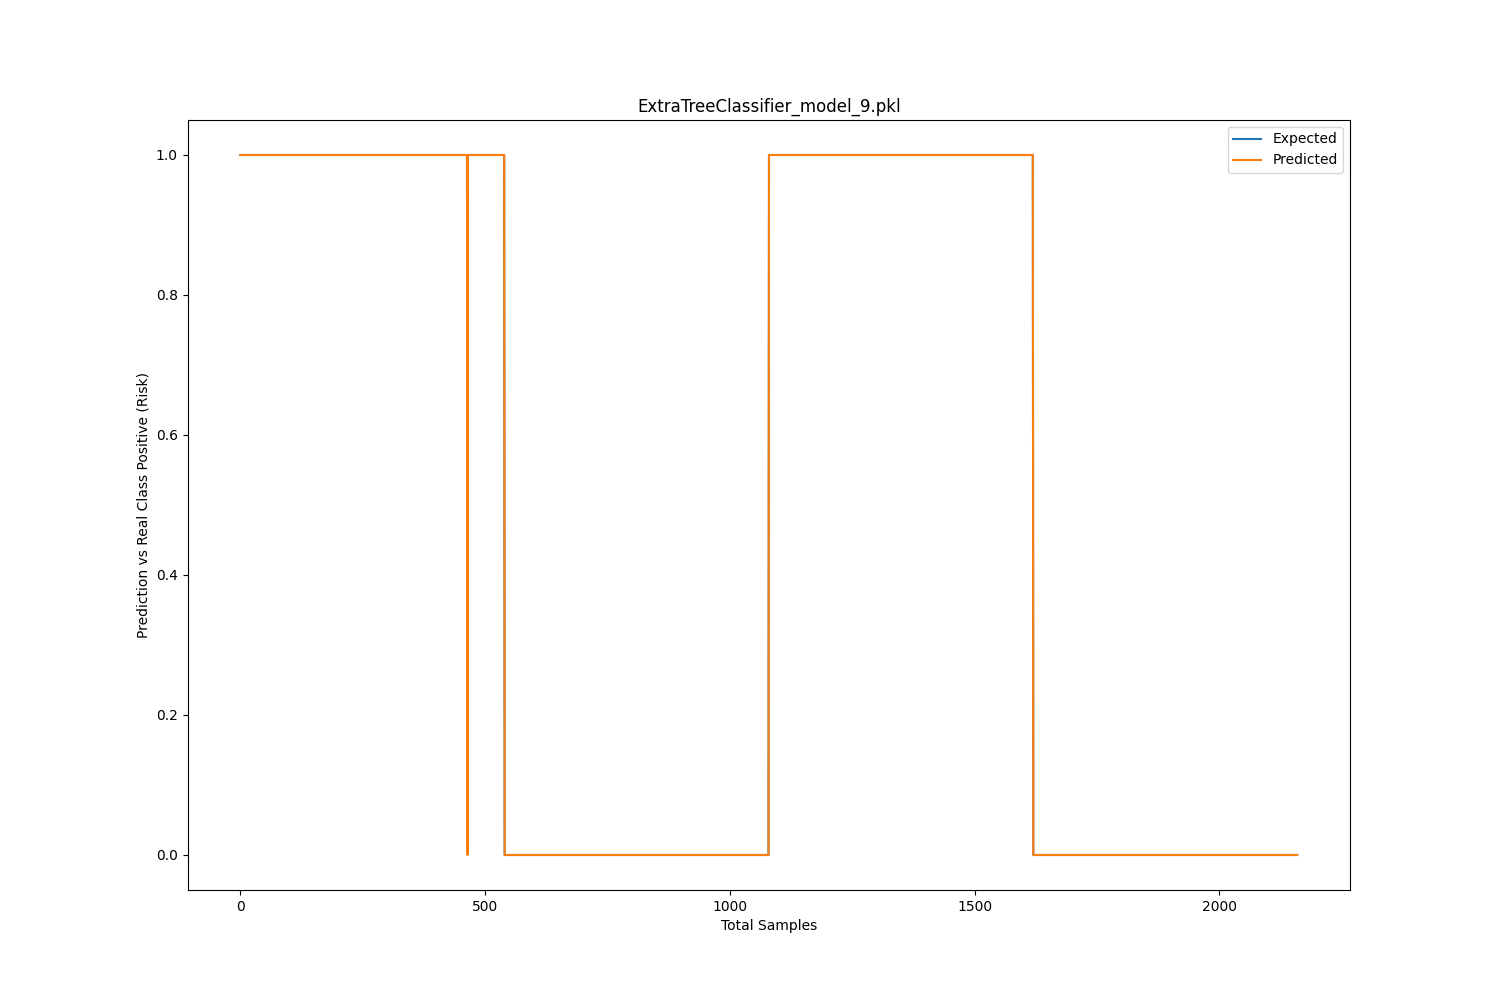 ExtraTreeClassifier_model_9.pkl
Expected
Predicted
Prediction vs Real Class Positive (Risk)
1.0
0.8
0.6
0.4
0.2
0.0
0 500 1000 1500 2000
Total Samples